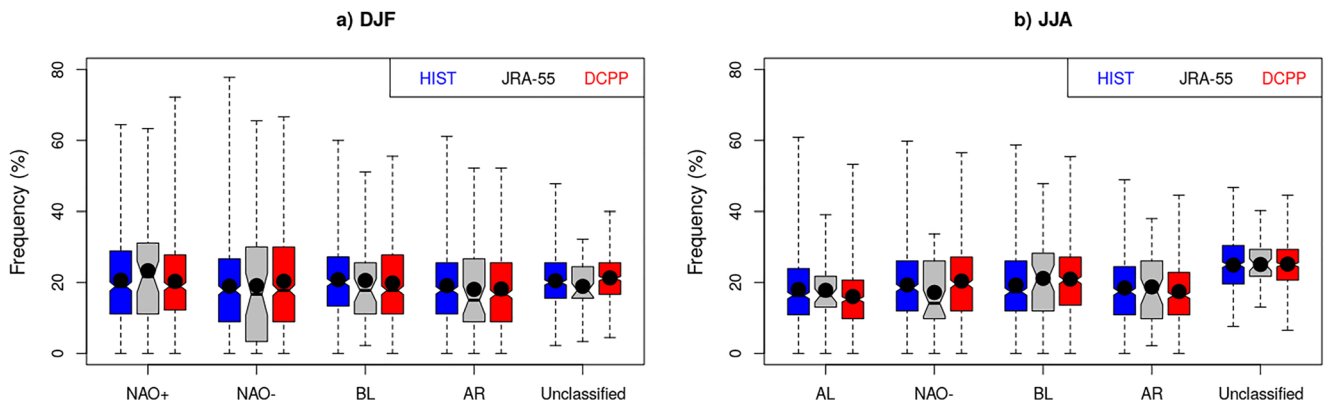 a) DJF
HIST JRA-55 DCPP
Frequency (%)
80
60
40
20
0
NAO+ NAO- BL AR Unclassified
b) JJA
HIST JRA-55 DCPP
Frequency (%)
80
60
40
20
0
AL NAO- BL AR Unclassified